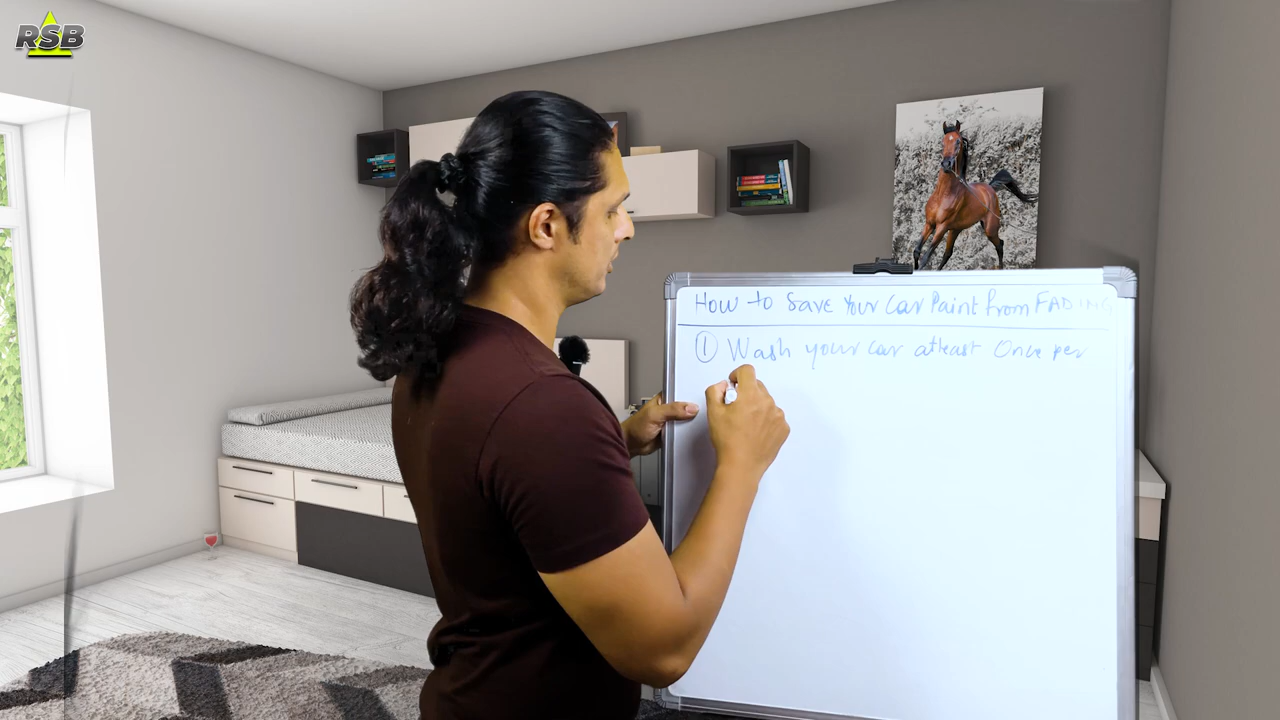 RSB
How to Save Your Car Paint from FADING
① Wash your car atleast Once per